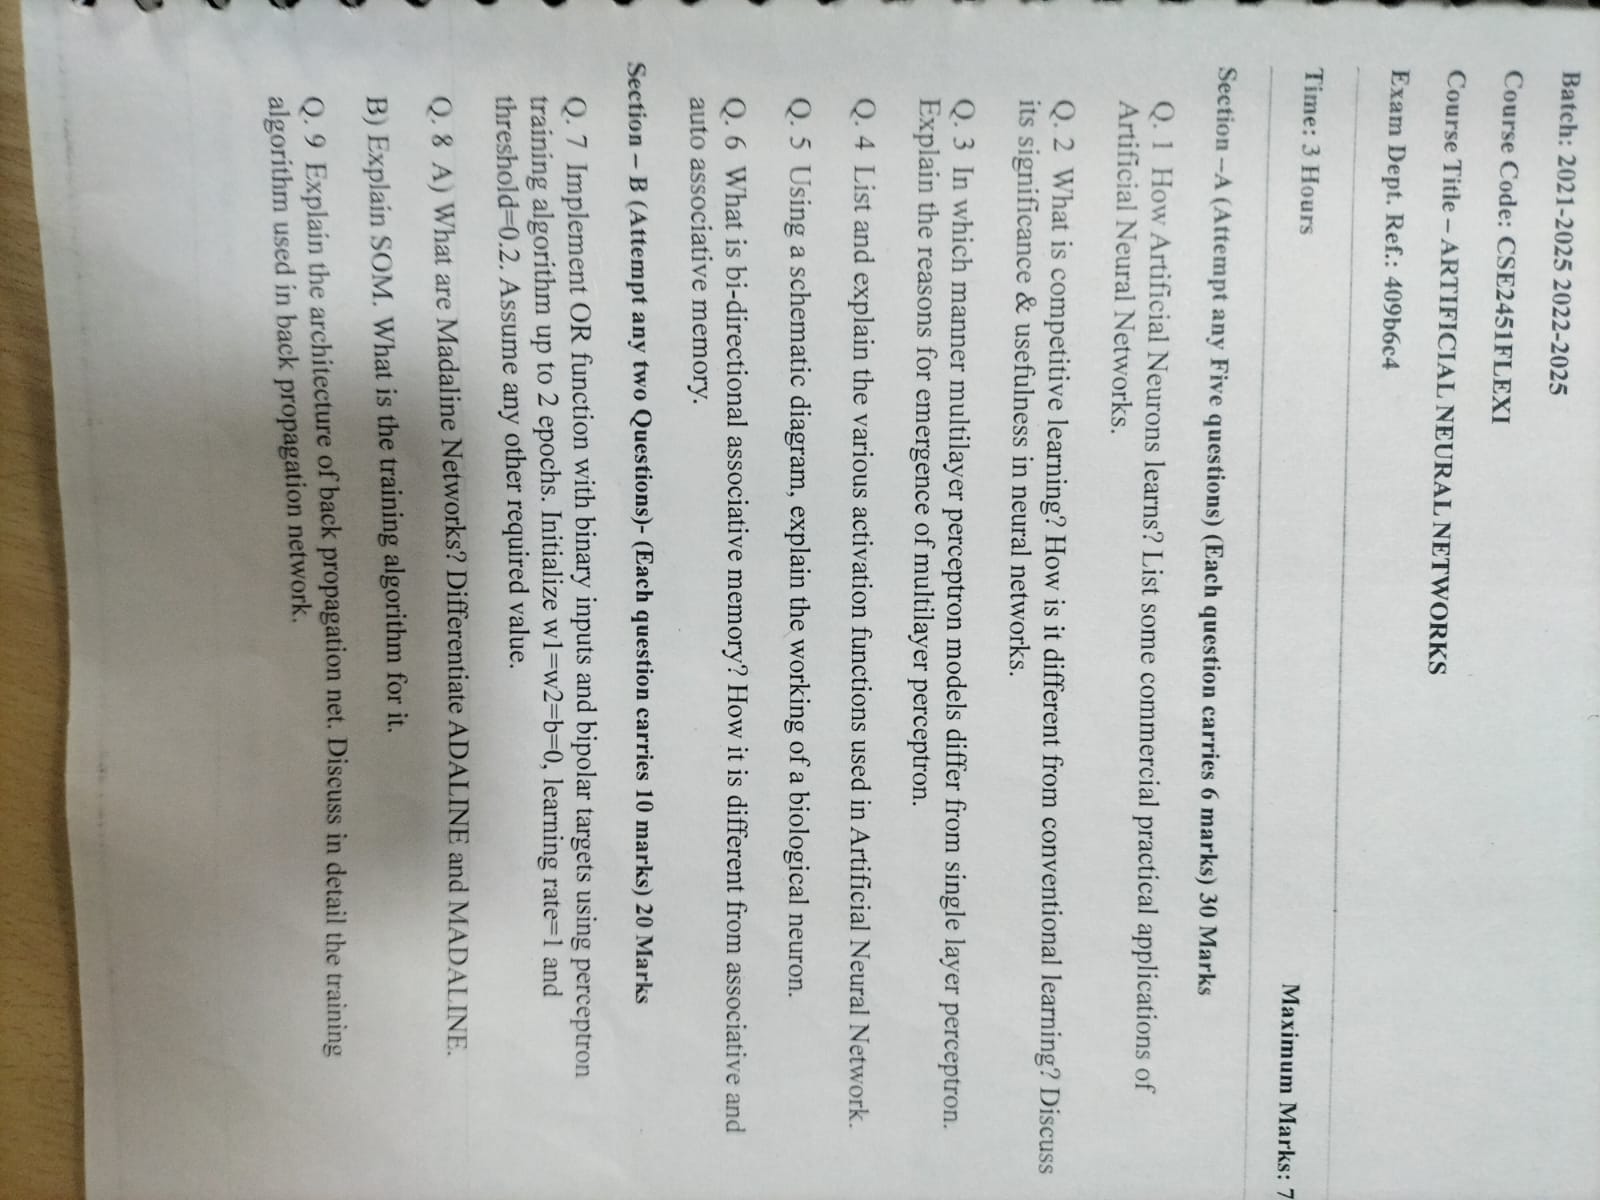 Batch: 2021-2025 2022-2025
Course Code: CSE2451FLEXI
Course Title – ARTIFICIAL NEURAL NETWORKS
Exam Dept. Ref.: 409b6c4
Time: 3 Hours
Maximum Marks: 7
Section –A (Attempt any Five questions) (Each question carries 6 marks) 30 Marks
Q. 1 How Artificial Neurons learns? List some commercial practical applications of
Artificial Neural Networks.
Q. 2 What is competitive learning? How is it different from conventional learning? Discuss
its significance & usefulness in neural networks.
Q. 3 In which manner multilayer perceptron models differ from single layer perceptron.
Explain the reasons for emergence of multilayer perceptron.
Q. 4 List and explain the various activation functions used in Artificial Neural Network.
Q. 5 Using a schematic diagram, explain the working of a biological neuron.
Q. 6 What is bi-directional associative memory? How it is different from associative and
auto associative memory.
Section – B (Attempt any two Questions)- (Each question carries 10 marks) 20 Marks
Q. 7 Implement OR function with binary inputs and bipolar targets using perceptron
training algorithm up to 2 epochs. Initialize w1=w2=b=0, learning rate=1 and
threshold=0.2. Assume any other required value.
Q. 8 A) What are Madaline Networks? Differentiate ADALINE and MADALINE.
B) Explain SOM. What is the training algorithm for it.
Q. 9 Explain the architecture of back propagation net. Discuss in detail the training
algorithm used in back propagation network.